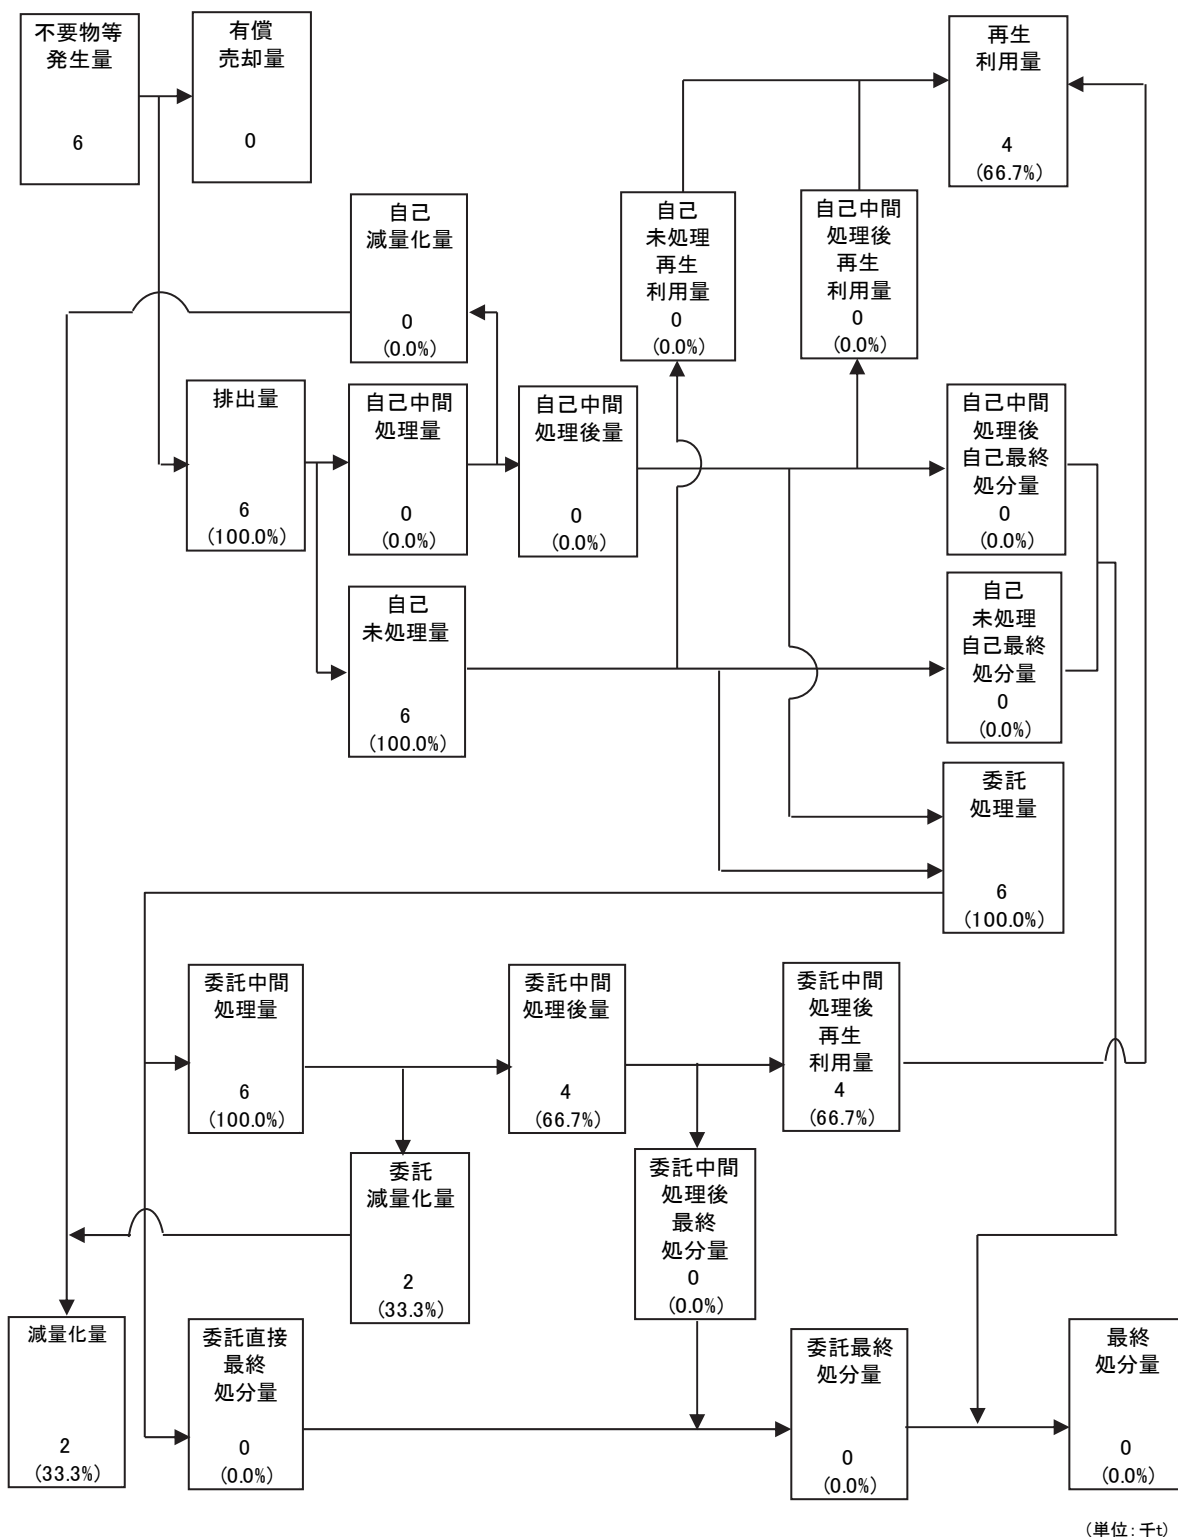 不要物等
発生量
6
有償
売却量
0
再生
利用量
4
(66.7%)
自己
減量化量
0
(0.0%)
自己
未処理
再生
利用量
0
(0.0%)
自己中間
処理後
再生
利用量
0
(0.0%)
排出量
6
(100.0%)
自己中間
処理量
0
(0.0%)
自己中間
処理後量
0
(0.0%)
自己中間
処理後
自己最終
処分量
0
(0.0%)
自己
未処理量
6
(100.0%)
自己
未処理
自己最終
処分量
0
(0.0%)
委託
処理量
6
(100.0%)
委託中間
処理量
6
(100.0%)
委託中間
処理後量
4
(66.7%)
委託中間
処理後
再生
利用量
4
(66.7%)
委託
減量化量
2
(33.3%)
委託中間
処理後
最終
処分量
0
(0.0%)
減量化量
2
(33.3%)
委託直接
最終
処分量
0
(0.0%)
委託最終
処分量
0
(0.0%)
最終
処分量
0
(0.0%)
(単位:千t)